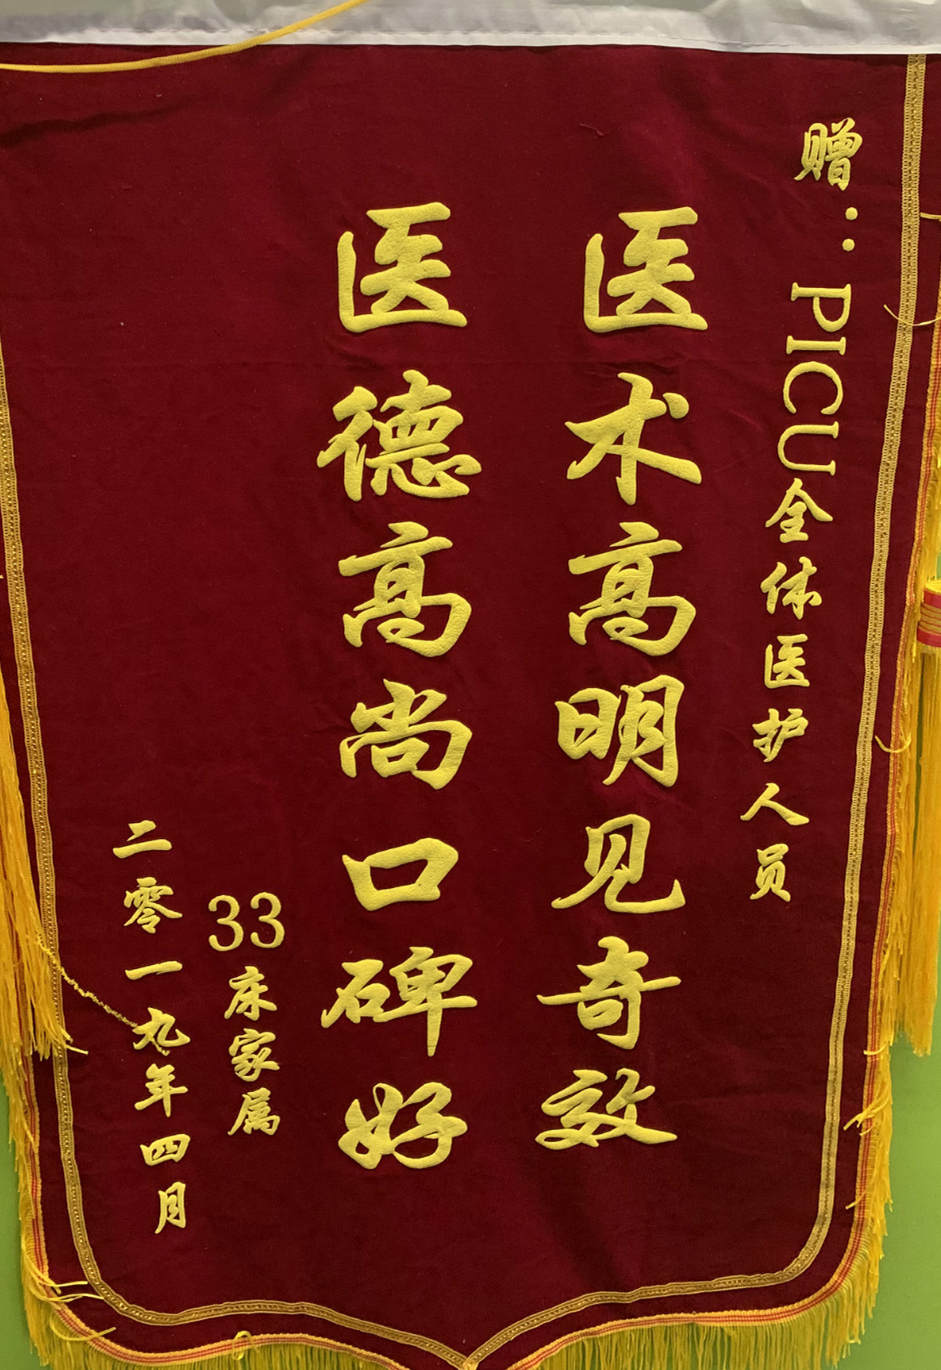 赠：PICU全体医护人员
医术高明见奇效
医德高尚口碑好
33床家属
二零一九年四月